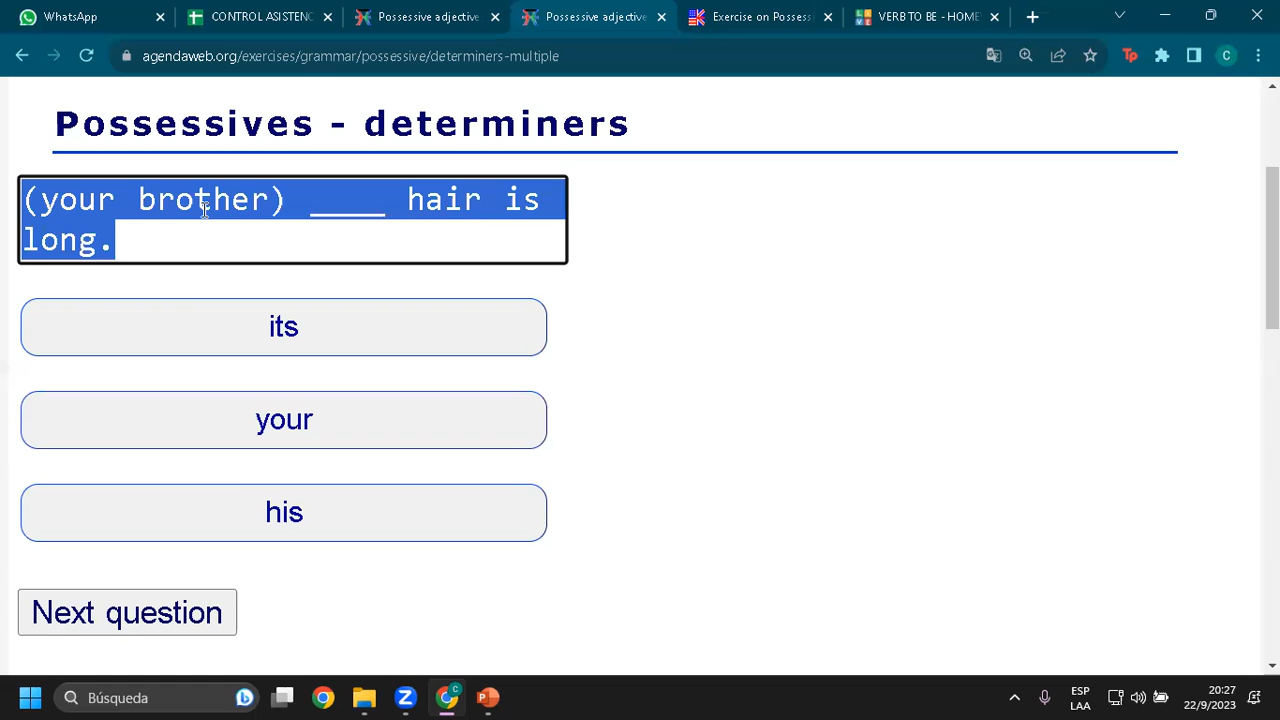 WhatsApp
CONTROL ASISTENC
Possessive adjective
Possessive adjective
Exercise on Possess
VERB TO BE - HOME
agendaweb.org/exercises/grammar/possessive/determiners-multiple
Tp
C
Possessives - determiners
(your brother) ____ hair is
long.
its
your
his
Next question
Búsqueda
C
ESP
LAA
20:27
22/9/2023